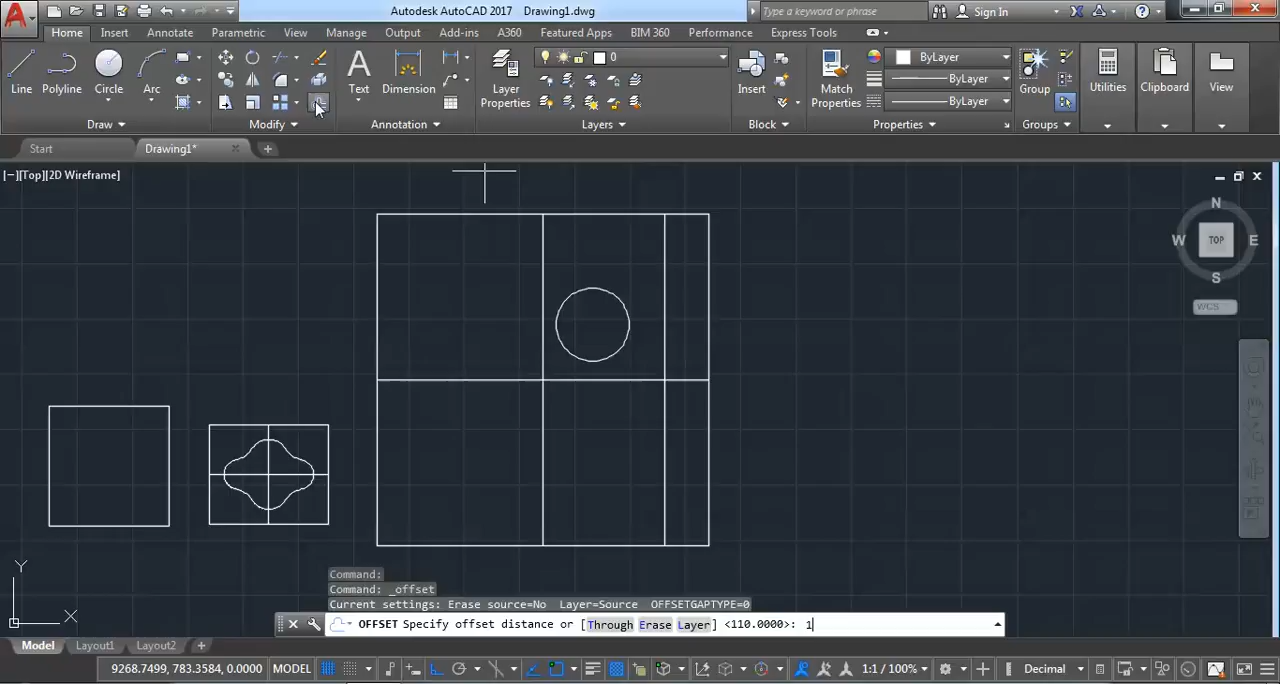 Autodesk AutoCAD 2017 Drawing1.dwg
Type a keyword or phrase
Sign In
Home Insert Annotate Parametric View Manage Output Add-ins A360 Featured Apps BIM 360 Performance Express Tools
Line Polyline Circle Arc
Text Dimension
Layer Properties
0
Insert
Match Properties
ByLayer
ByLayer
ByLayer
Group
Utilities Clipboard View
Draw Modify Annotation Layers Block Properties Groups
Start Drawing1*
[−][Top][2D Wireframe]
N
W TOP E
S
WCS
Y
X
Command:
Command: _offset
Current settings: Erase source=No Layer=Source OFFSETGAPTYPE=0
OFFSET Specify offset distance or [Through Erase Layer] <110.0000>: 1
Model Layout1 Layout2 +
9268.7499, 783.3584, 0.0000 MODEL 1:1 / 100% Decimal